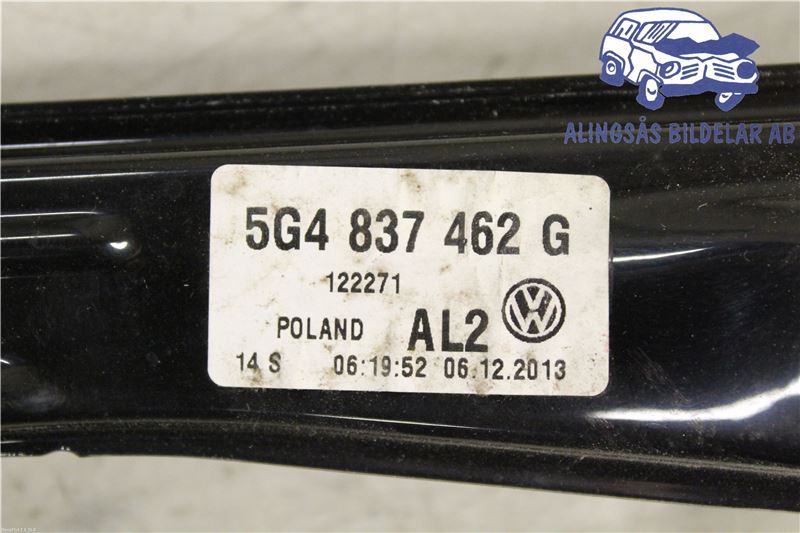 ALINGSÅS BILDELAR AB
5G4 837 462 G
122271
POLAND AL2
14 S 06:19:52 06.12.2013